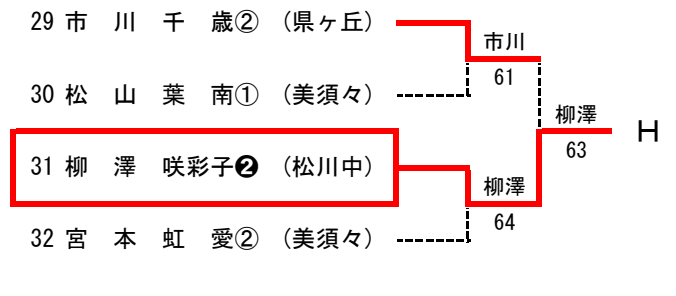 29 市 川 千 歳② (県ヶ丘)
市川
61
30 松 山 葉 南① (美須々)
柳澤
63
H
31 柳 澤 咲彩子❷ (松川中)
柳澤
64
32 宮 本 虹 愛② (美須々)